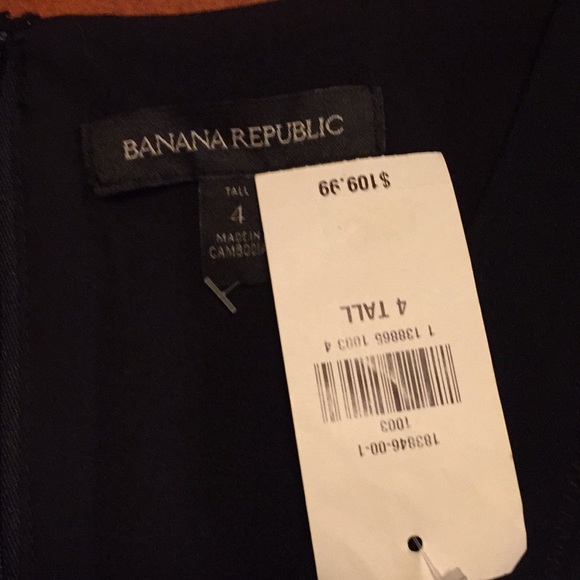 BANANA REPUBLIC
TALL
4
MADE IN
CAMBODIA
183846-00-1
1003
1 138865 1003 4
4 TALL
$109.99